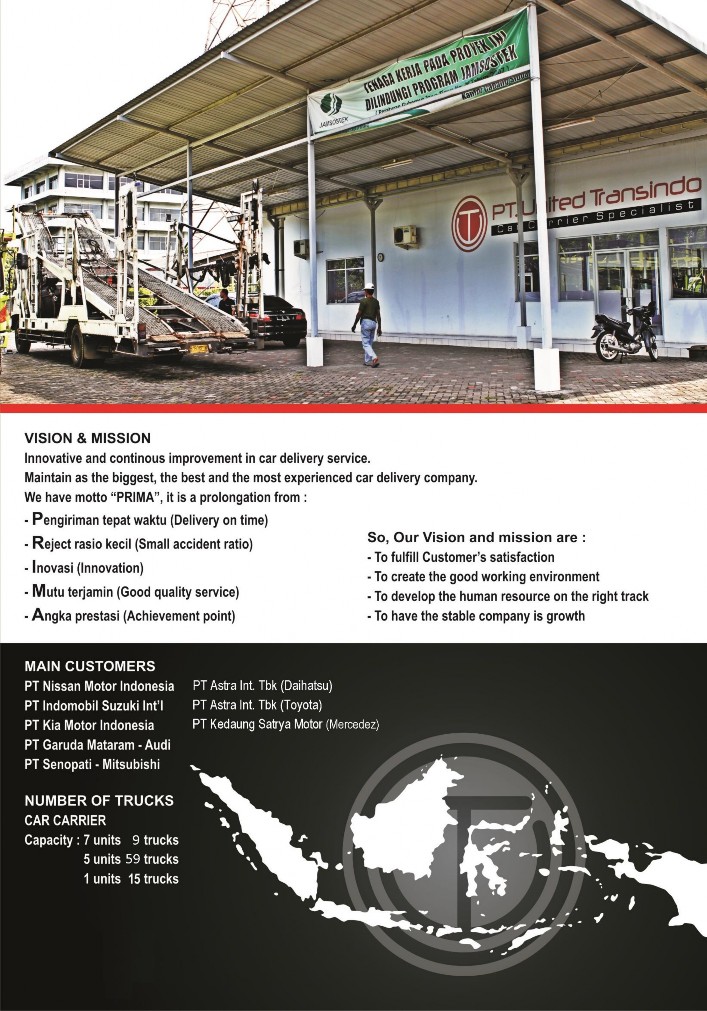 TENAGA KERJA PADA PROYEK INI
DILINDUNGI PROGRAM JAMSOSTEK
JAMSOSTEK
PT. United Transindo
Car Carrier Specialist
VISION & MISSION
Innovative and continous improvement in car delivery service.
Maintain as the biggest, the best and the most experienced car delivery company.
We have motto “PRIMA”, it is a prolongation from :
- Pengiriman tepat waktu (Delivery on time)
- Reject rasio kecil (Small accident ratio)
- Inovasi (Innovation)
- Mutu terjamin (Good quality service)
- Angka prestasi (Achievement point)
So, Our Vision and mission are :
- To fulfill Customer’s satisfaction
- To create the good working environment
- To develop the human resource on the right track
- To have the stable company is growth
MAIN CUSTOMERS
PT Nissan Motor Indonesia
PT Indomobil Suzuki Int’l
PT Kia Motor Indonesia
PT Garuda Mataram - Audi
PT Senopati - Mitsubishi
PT Astra Int. Tbk (Daihatsu)
PT Astra Int. Tbk (Toyota)
PT Kedaung Satrya Motor (Mercedez)
NUMBER OF TRUCKS
CAR CARRIER
Capacity : 7 units 9 trucks
5 units 59 trucks
1 units 15 trucks